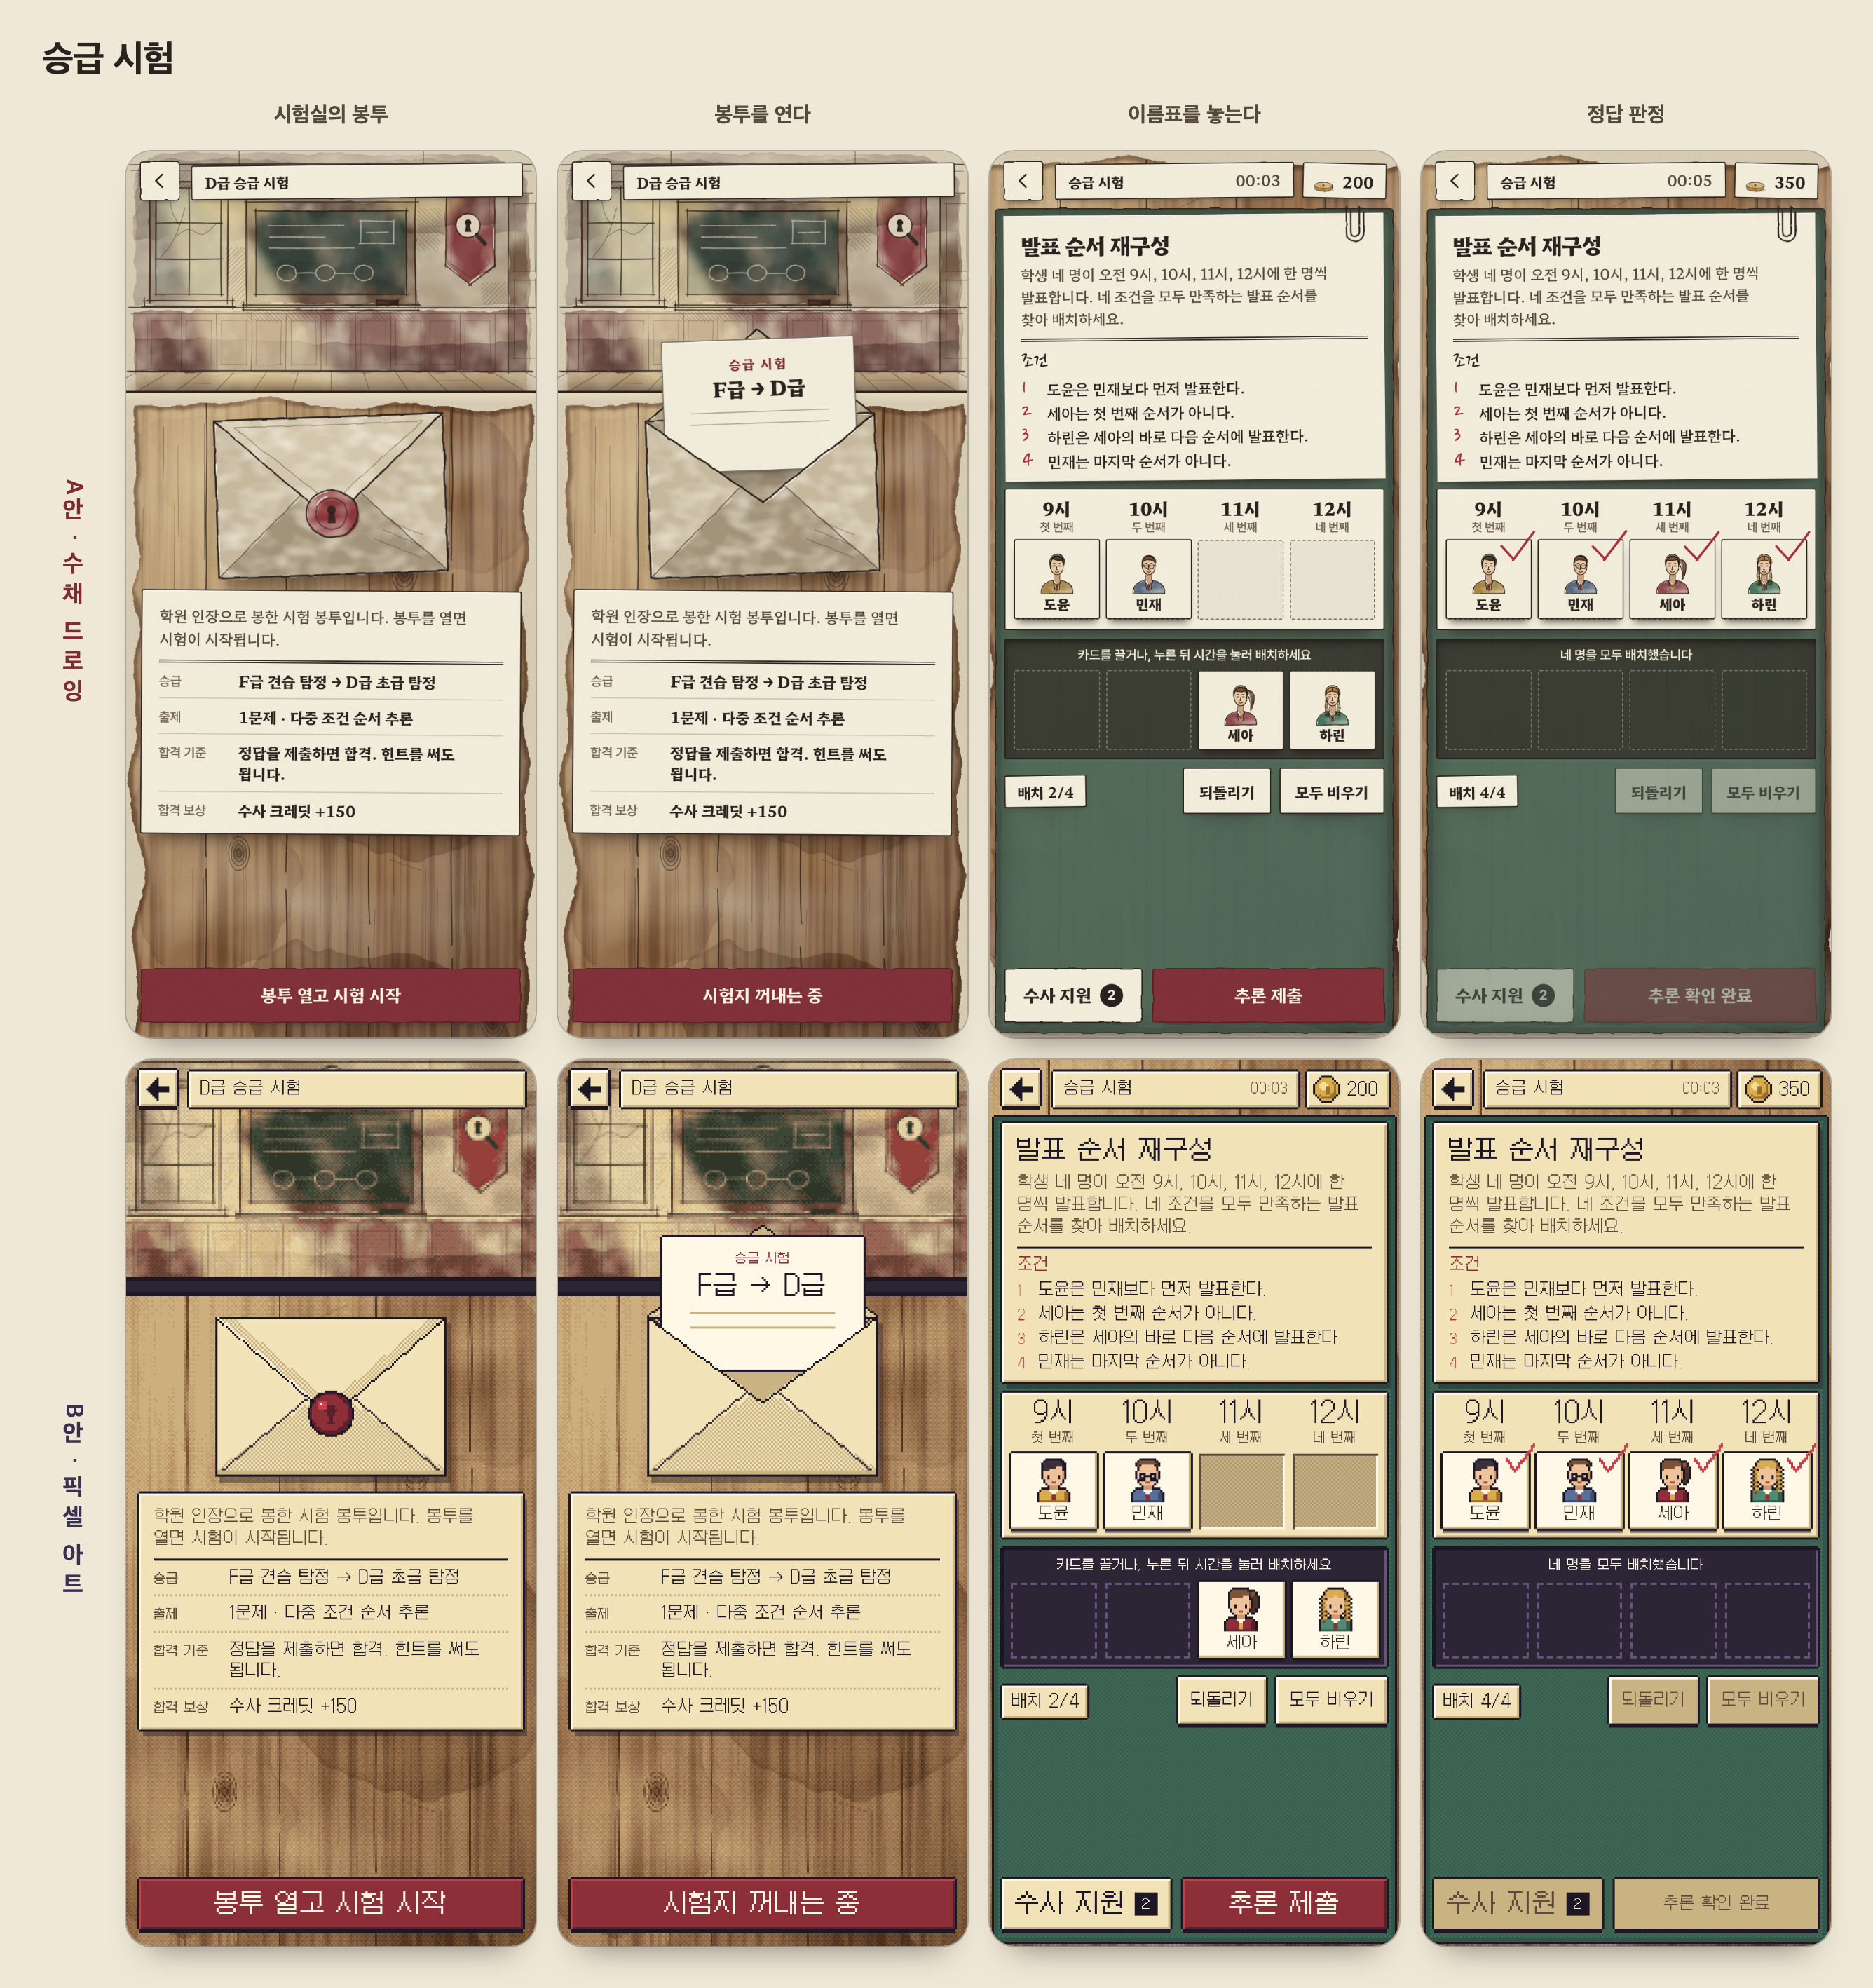 승급 시험
시험실의 봉투
봉투를 연다
이름표를 놓는다
정답 판정
A안 · 수채 드로잉
D급 승급 시험
학원 인장으로 봉한 시험 봉투입니다. 봉투를 열면
시험이 시작됩니다.
승급 F급 견습 탐정 → D급 초급 탐정
출제 1문제 · 다중 조건 순서 추론
합격 기준 정답을 제출하면 합격. 힌트를 써도
됩니다.
합격 보상 수사 크레딧 +150
봉투 열고 시험 시작
D급 승급 시험
승급 시험
F급 → D급
학원 인장으로 봉한 시험 봉투입니다. 봉투를 열면
시험이 시작됩니다.
승급 F급 견습 탐정 → D급 초급 탐정
출제 1문제 · 다중 조건 순서 추론
합격 기준 정답을 제출하면 합격. 힌트를 써도
됩니다.
합격 보상 수사 크레딧 +150
시험지 꺼내는 중
승급 시험 00:03 200
발표 순서 재구성
학생 네 명이 오전 9시, 10시, 11시, 12시에 한 명씩
발표합니다. 네 조건을 모두 만족하는 발표 순서를
찾아 배치하세요.
조건
1 도윤은 민재보다 먼저 발표한다.
2 세아는 첫 번째 순서가 아니다.
3 하린은 세아의 바로 다음 순서에 발표한다.
4 민재는 마지막 순서가 아니다.
9시 10시 11시 12시
첫 번째 두 번째 세 번째 네 번째
도윤 민재
카드를 끌거나, 누른 뒤 시간을 눌러 배치하세요
세아 하린
배치 2/4 되돌리기 모두 비우기
수사 지원 2 추론 제출
승급 시험 00:05 350
발표 순서 재구성
학생 네 명이 오전 9시, 10시, 11시, 12시에 한 명씩
발표합니다. 네 조건을 모두 만족하는 발표 순서를
찾아 배치하세요.
조건
1 도윤은 민재보다 먼저 발표한다.
2 세아는 첫 번째 순서가 아니다.
3 하린은 세아의 바로 다음 순서에 발표한다.
4 민재는 마지막 순서가 아니다.
9시 10시 11시 12시
첫 번째 두 번째 세 번째 네 번째
도윤 민재 세아 하린
네 명을 모두 배치했습니다
배치 4/4 되돌리기 모두 비우기
수사 지원 2 추론 확인 완료
B안 · 픽셀 아트
D급 승급 시험
학원 인장으로 봉한 시험 봉투입니다. 봉투를
열면 시험이 시작됩니다.
승급 F급 견습 탐정 → D급 초급 탐정
출제 1문제 · 다중 조건 순서 추론
합격 기준 정답을 제출하면 합격. 힌트를 써도
됩니다.
합격 보상 수사 크레딧 +150
봉투 열고 시험 시작
D급 승급 시험
승급 시험
F급 → D급
학원 인장으로 봉한 시험 봉투입니다. 봉투를
열면 시험이 시작됩니다.
승급 F급 견습 탐정 → D급 초급 탐정
출제 1문제 · 다중 조건 순서 추론
합격 기준 정답을 제출하면 합격. 힌트를 써도
됩니다.
합격 보상 수사 크레딧 +150
시험지 꺼내는 중
승급 시험 00:03 200
발표 순서 재구성
학생 네 명이 오전 9시, 10시, 11시, 12시에 한
명씩 발표합니다. 네 조건을 모두 만족하는 발표
순서를 찾아 배치하세요.
조건
1 도윤은 민재보다 먼저 발표한다.
2 세아는 첫 번째 순서가 아니다.
3 하린은 세아의 바로 다음 순서에 발표한다.
4 민재는 마지막 순서가 아니다.
9시 10시 11시 12시
첫 번째 두 번째 세 번째 네 번째
도윤 민재
카드를 끌거나, 누른 뒤 시간을 눌러 배치하세요
세아 하린
배치 2/4 되돌리기 모두 비우기
수사 지원 2 추론 제출
승급 시험 00:03 350
발표 순서 재구성
학생 네 명이 오전 9시, 10시, 11시, 12시에 한
명씩 발표합니다. 네 조건을 모두 만족하는 발표
순서를 찾아 배치하세요.
조건
1 도윤은 민재보다 먼저 발표한다.
2 세아는 첫 번째 순서가 아니다.
3 하린은 세아의 바로 다음 순서에 발표한다.
4 민재는 마지막 순서가 아니다.
9시 10시 11시 12시
첫 번째 두 번째 세 번째 네 번째
도윤 민재 세아 하린
네 명을 모두 배치했습니다
배치 4/4 되돌리기 모두 비우기
수사 지원 2 추론 확인 완료